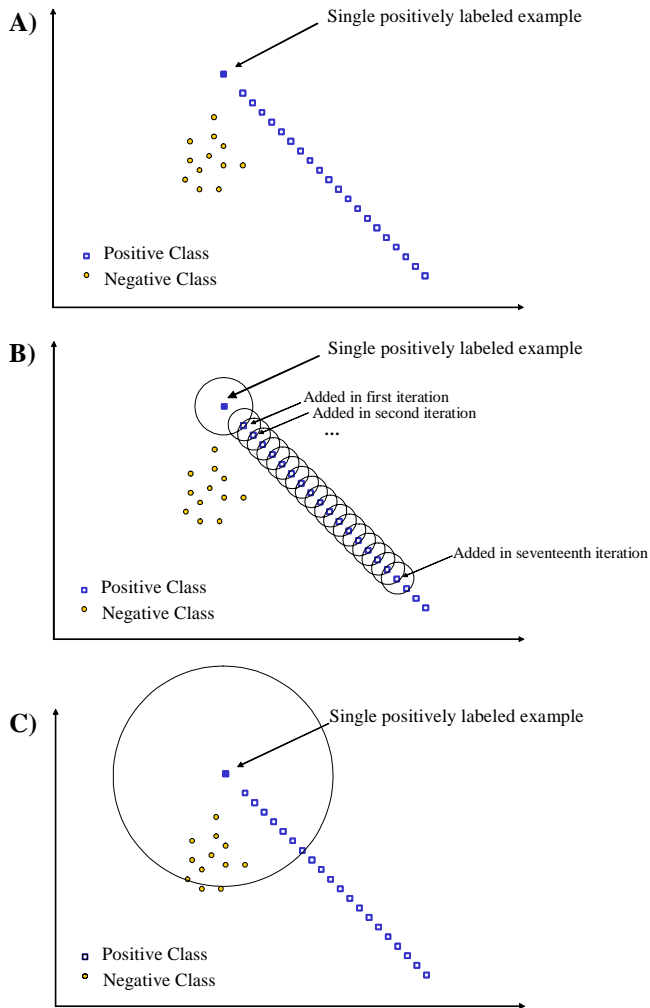 A)
Single positively labeled example
Positive Class
Negative Class
B)
Single positively labeled example
Added in first iteration
Added in second iteration
...
Added in seventeenth iteration
Positive Class
Negative Class
C)
Single positively labeled example
Positive Class
Negative Class